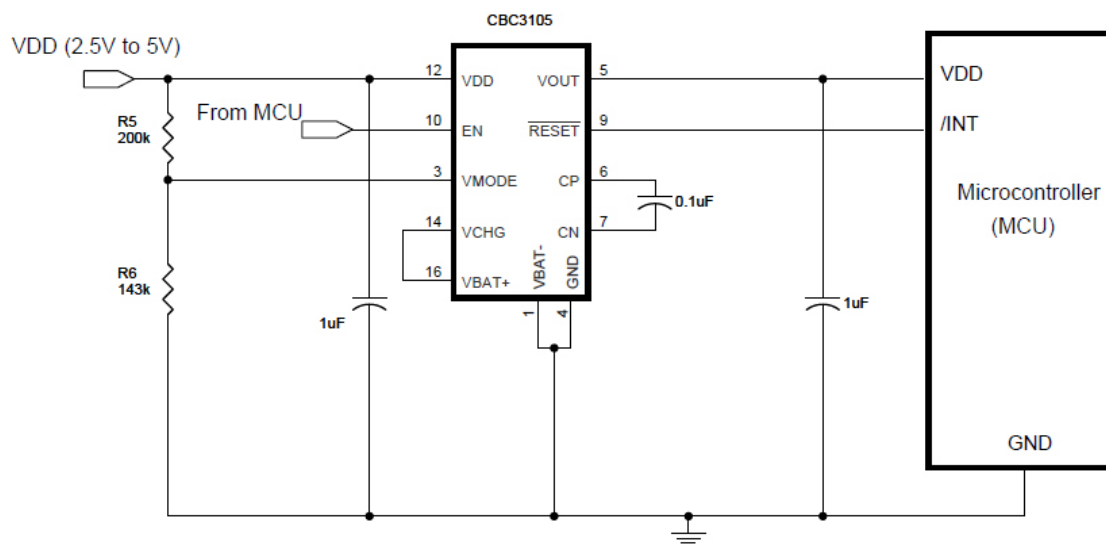 CBC3105
VDD (2.5V to 5V)
12
VDD
VOUT
5
VDD
R5
200k
From MCU
10
EN
RESET
9
/INT
3
VMODE
CP
6
0.1uF
Microcontroller
(MCU)
14
VCHG
CN
7
16
VBAT+
VBAT-
GND
R6
143k
1uF
1
4
1uF
GND